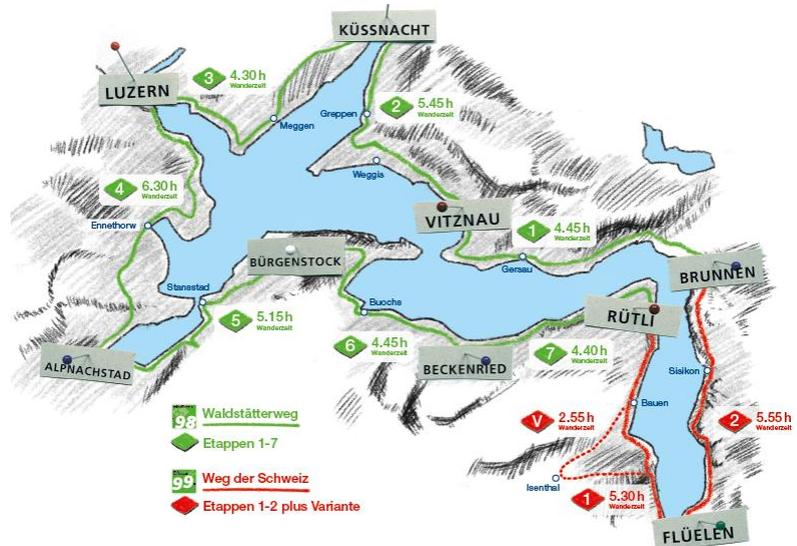 KÜSSNACHT
LUZERN
3 4.30 h
Wanderzeit
Meggen
Greppen
2 5.45 h
Wanderzeit
Weggis
4 6.30 h
Wanderzeit
Ennethorw
VITZNAU
1 4.45 h
Wanderzeit
Gersau
BRUNNEN
BÜRGENSTOCK
Stansstad
5 5.15 h
Wanderzeit
ALPNACHSTAD
Buochs
6 4.45 h
Wanderzeit
BECKENRIED
7 4.40 h
Wanderzeit
RÜTLI
Sisikon
Bauen
V 2.55 h
Wanderzeit
2 5.55 h
Wanderzeit
Isenthal
1 5.30 h
Wanderzeit
FLÜELEN
98 Waldstätterweg
Etappen 1-7
99 Weg der Schweiz
Etappen 1-2 plus Variante